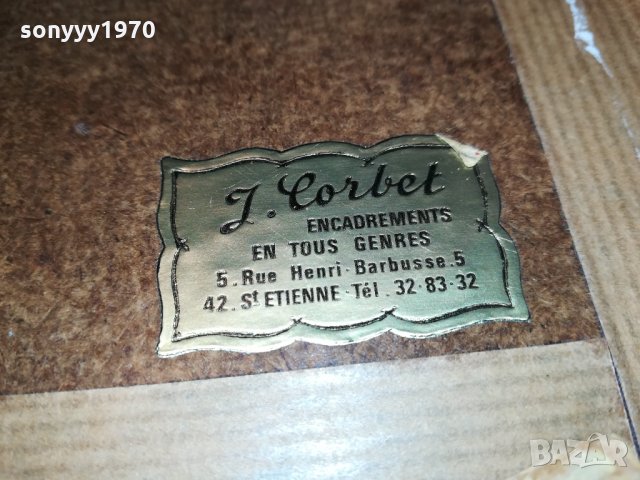 sonyyy1970
J. Corbet
ENCADREMENTS
EN TOUS GENRES
5. Rue Henri-Barbusse.5
42. St ETIENNE-Tél. 32-83-32
BAZAR